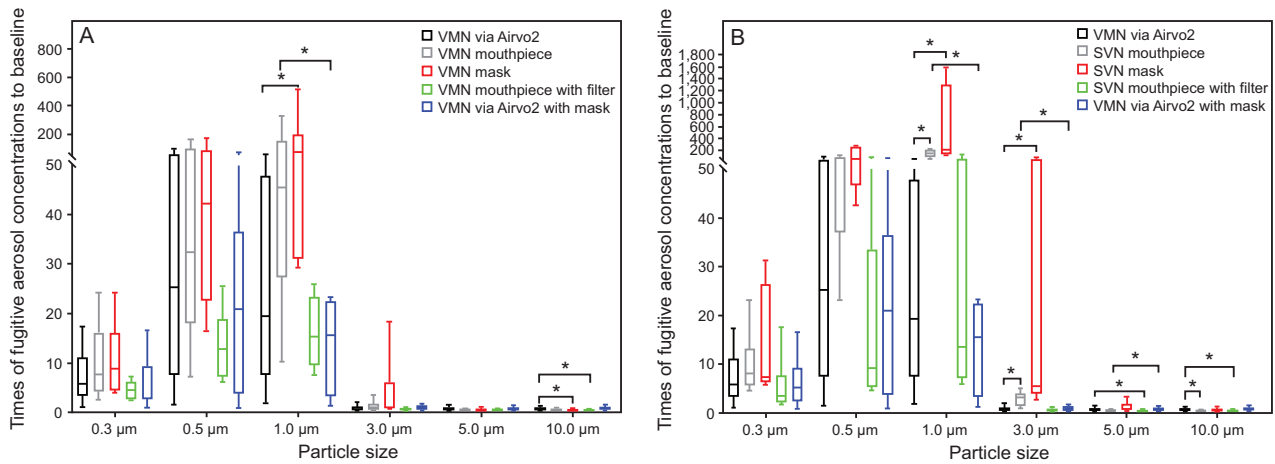 A
Times of fugitive aerosol concentrations to baseline
800
600
400
200
50
40
30
20
10
0
VMN via Airvo2
VMN mouthpiece
VMN mask
VMN mouthpiece with filter
VMN via Airvo2 with mask
*
*
*
*
0.3 µm
0.5 µm
1.0 µm
3.0 µm
5.0 µm
10.0 µm
Particle size
B
Times of fugitive aerosol concentrations to baseline
1,800
1,600
1,400
1,200
1,000
800
600
400
200
50
40
30
20
10
0
VMN via Airvo2
SVN mouthpiece
SVN mask
SVN mouthpiece with filter
VMN via Airvo2 with mask
*
*
*
*
*
*
*
*
*
*
0.3 µm
0.5 µm
1.0 µm
3.0 µm
5.0 µm
10.0 µm
Particle size